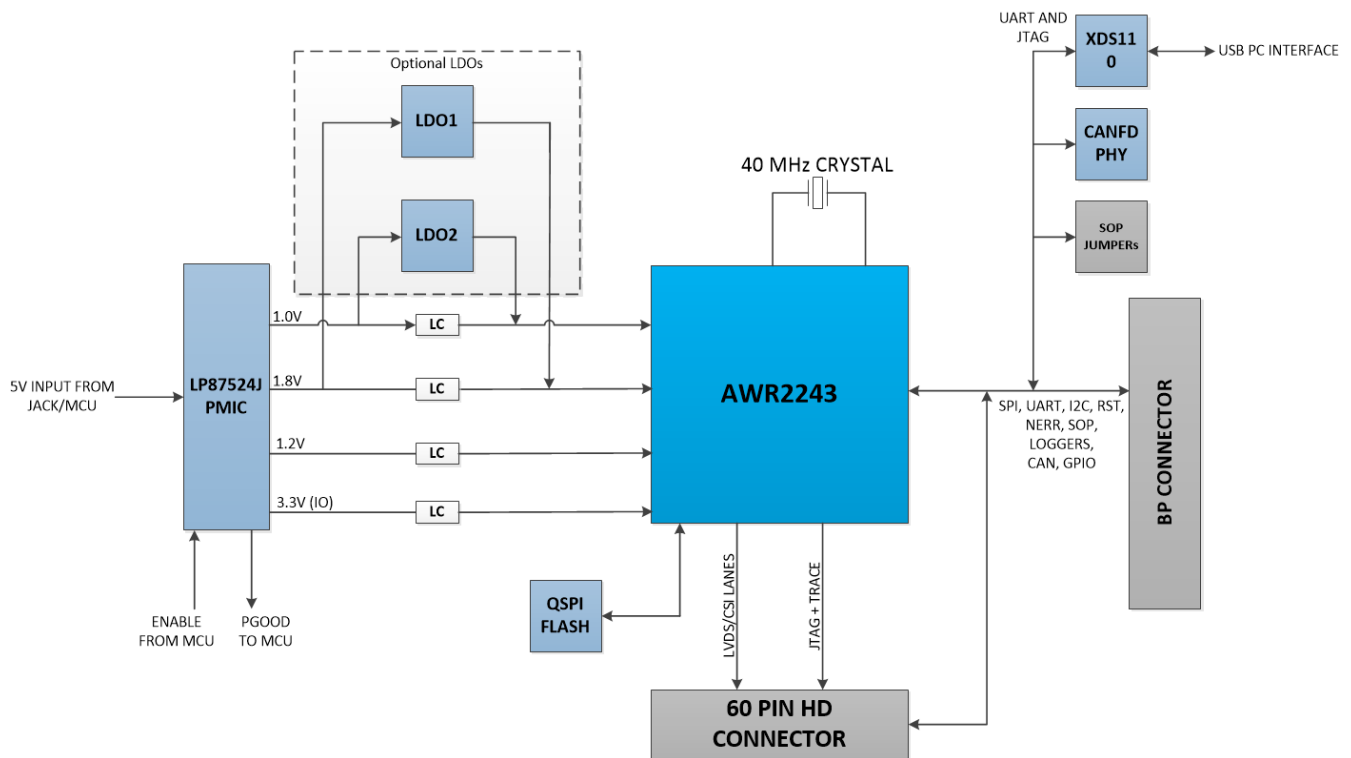 UART AND
JTAG
XDS11
0
USB PC INTERFACE
Optional LDOs
LDO1
CANFD
PHY
40 MHz CRYSTAL
LDO2
SOP
JUMPERs
1.0V
LC
5V INPUT FROM
JACK/MCU
LP87524J
PMIC
1.8V
LC
AWR2243
SPI, UART, I2C, RST,
NERR, SOP,
LOGGERS,
CAN, GPIO
BP CONNECTOR
1.2V
LC
3.3V (IO)
LC
ENABLE
FROM MCU
PGOOD
TO MCU
QSPI
FLASH
LVDS/CSI LANES
JTAG + TRACE
60 PIN HD
CONNECTOR